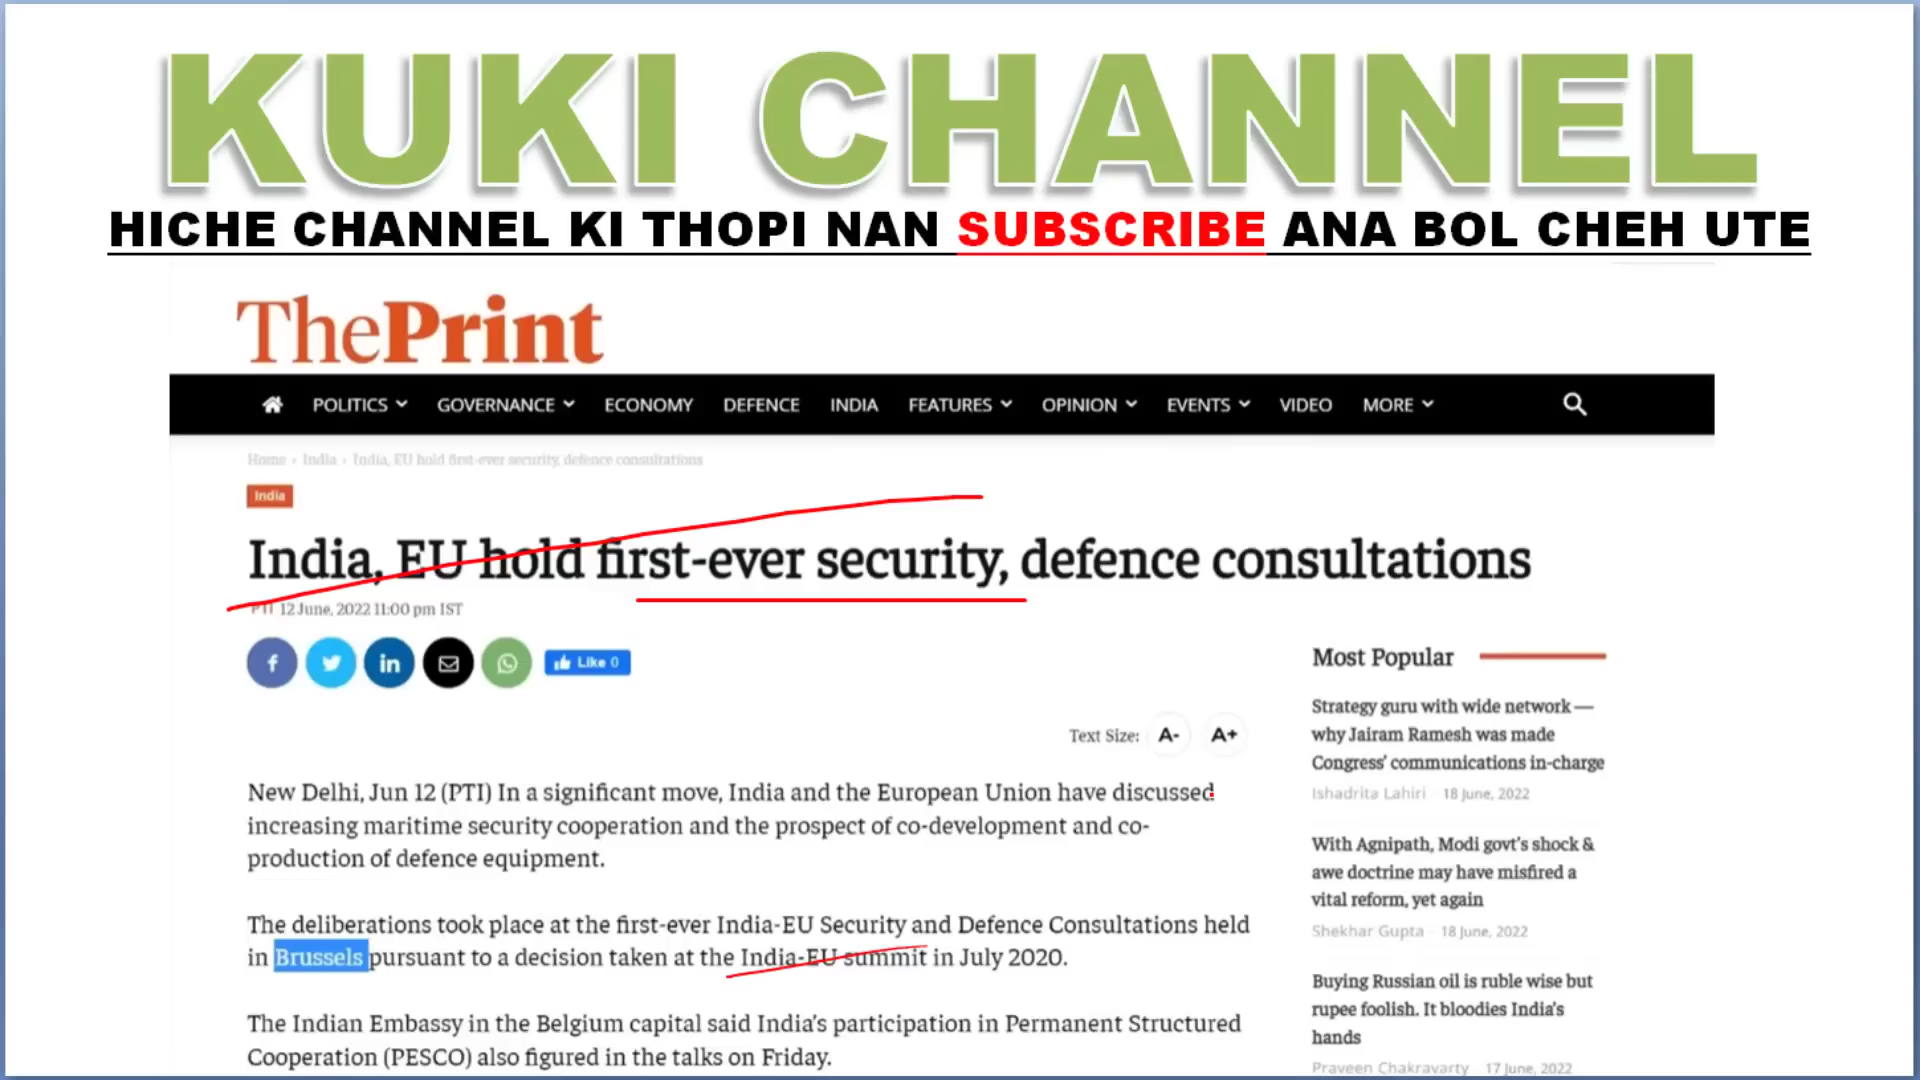 KUKI CHANNEL
HICHE CHANNEL KI THOPI NAN SUBSCRIBE ANA BOL CHEH UTE
ThePrint
POLITICS GOVERNANCE ECONOMY DEFENCE INDIA FEATURES OPINION EVENTS VIDEO MORE
Home › India › India, EU hold first-ever security, defence consultations
India
India, EU hold first-ever security, defence consultations
PTI 12 June, 2022 11:00 pm IST
Like 0
Text Size: A- A+
New Delhi, Jun 12 (PTI) In a significant move, India and the European Union have discussed
increasing maritime security cooperation and the prospect of co-development and co-
production of defence equipment.
The deliberations took place at the first-ever India-EU Security and Defence Consultations held
in Brussels pursuant to a decision taken at the India-EU summit in July 2020.
The Indian Embassy in the Belgium capital said India's participation in Permanent Structured
Cooperation (PESCO) also figured in the talks on Friday.
Most Popular
Strategy guru with wide network —
why Jairam Ramesh was made
Congress' communications in-charge
Ishadrita Lahiri - 18 June, 2022
With Agnipath, Modi govt's shock &
awe doctrine may have misfired a
vital reform, yet again
Shekhar Gupta - 18 June, 2022
Buying Russian oil is ruble wise but
rupee foolish. It bloodies India's
hands
Praveen Chakravarty - 17 June, 2022